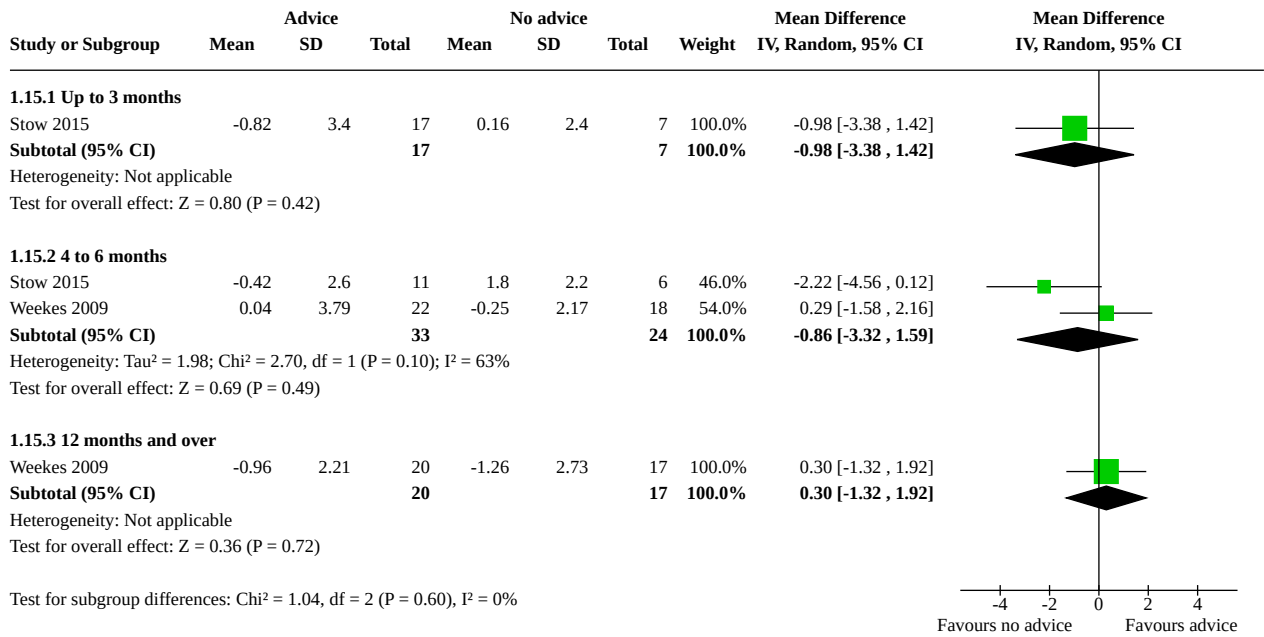 Advice No advice Mean Difference Mean Difference
Study or Subgroup Mean SD Total Mean SD Total Weight IV, Random, 95% CI IV, Random, 95% CI
1.15.1 Up to 3 months
Stow 2015 -0.82 3.4 17 0.16 2.4 7 100.0% -0.98 [-3.38 , 1.42]
Subtotal (95% CI) 17 7 100.0% -0.98 [-3.38 , 1.42]
Heterogeneity: Not applicable
Test for overall effect: Z = 0.80 (P = 0.42)
1.15.2 4 to 6 months
Stow 2015 -0.42 2.6 11 1.8 2.2 6 46.0% -2.22 [-4.56 , 0.12]
Weekes 2009 0.04 3.79 22 -0.25 2.17 18 54.0% 0.29 [-1.58 , 2.16]
Subtotal (95% CI) 33 24 100.0% -0.86 [-3.32 , 1.59]
Heterogeneity: Tau² = 1.98; Chi² = 2.70, df = 1 (P = 0.10); I² = 63%
Test for overall effect: Z = 0.69 (P = 0.49)
1.15.3 12 months and over
Weekes 2009 -0.96 2.21 20 -1.26 2.73 17 100.0% 0.30 [-1.32 , 1.92]
Subtotal (95% CI) 20 17 100.0% 0.30 [-1.32 , 1.92]
Heterogeneity: Not applicable
Test for overall effect: Z = 0.36 (P = 0.72)
Test for subgroup differences: Chi² = 1.04, df = 2 (P = 0.60), I² = 0%
-4 -2 0 2 4
Favours no advice Favours advice